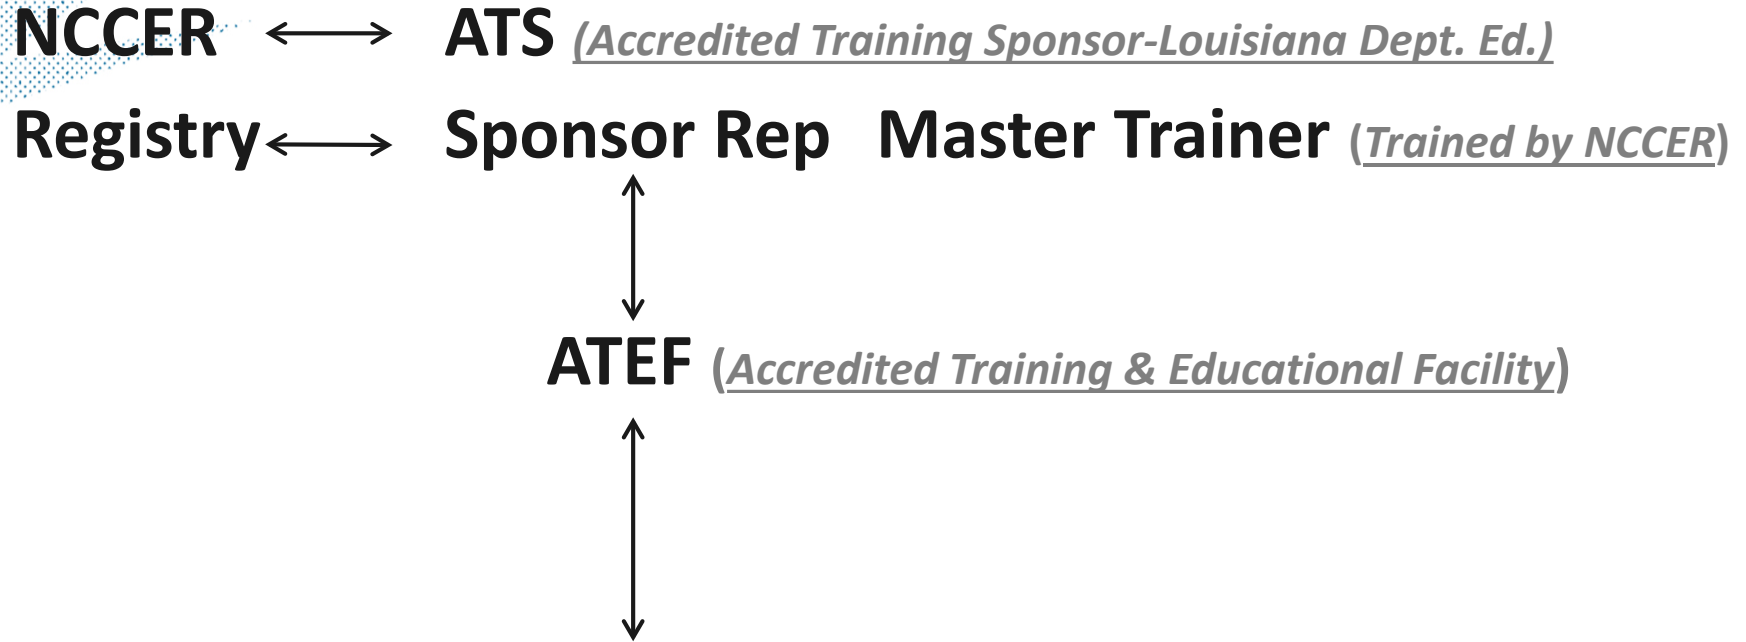 NCCER ATS (Accredited Training Sponsor-Louisiana Dept. Ed.)
Registry Sponsor Rep Master Trainer (Trained by NCCER)
ATEF (Accredited Training & Educational Facility)